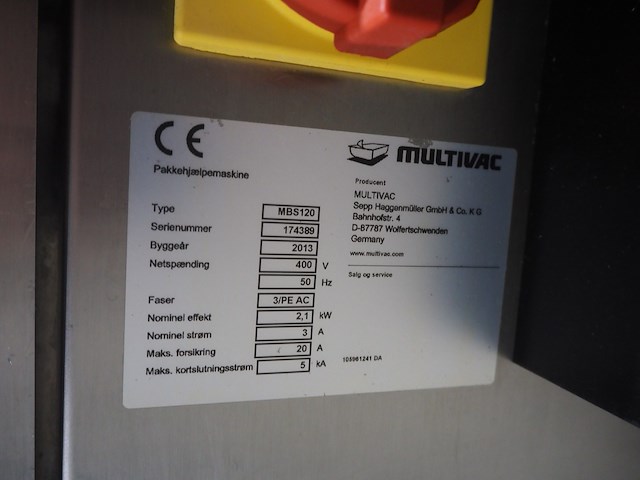 CE
Pakkehjælpemaskine
Type MBS120
Serienummer 174389
Byggeår 2013
Netspænding 400 V
50 Hz
Faser 3/PE AC
Nominel effekt 2,1 kW
Nominel strøm 3 A
Maks. forsikring 20 A
Maks. kortslutningsstrøm 5 kA
MULTIVAC
Producent
MULTIVAC
Sepp Haggenmüller GmbH & Co. K G
Bahnhofstr. 4
D-87787 Wolfertschwenden
Germany
www.multivac.com
Salg og service
108961241 DA